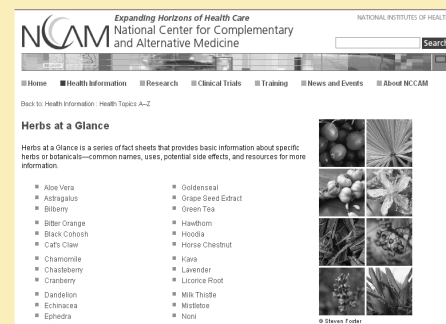 NCCAM
Expanding Horizons of Health Care
National Center for Complementary
and Alternative Medicine
NATIONAL INSTITUTES OF HEALT
Search
Home
Health Information
Research
Clinical Trials
Training
News and Events
About NCCAM
Back to: Health Information : Health Topics A–Z
Herbs at a Glance
Herbs at a Glance is a series of fact sheets that provides basic information about specific
herbs or botanicals—common names, uses, potential side effects, and resources for more
information.
Aloe Vera
Astragalus
Bilberry
Bitter Orange
Black Cohosh
Cat's Claw
Chamomile
Chasteberry
Cranberry
Dandelion
Echinacea
Ephedra
Goldenseal
Grape Seed Extract
Green Tea
Hawthorn
Hoodia
Horse Chestnut
Kava
Lavender
Licorice Root
Milk Thistle
Mistletoe
Noni
© Steven Foster